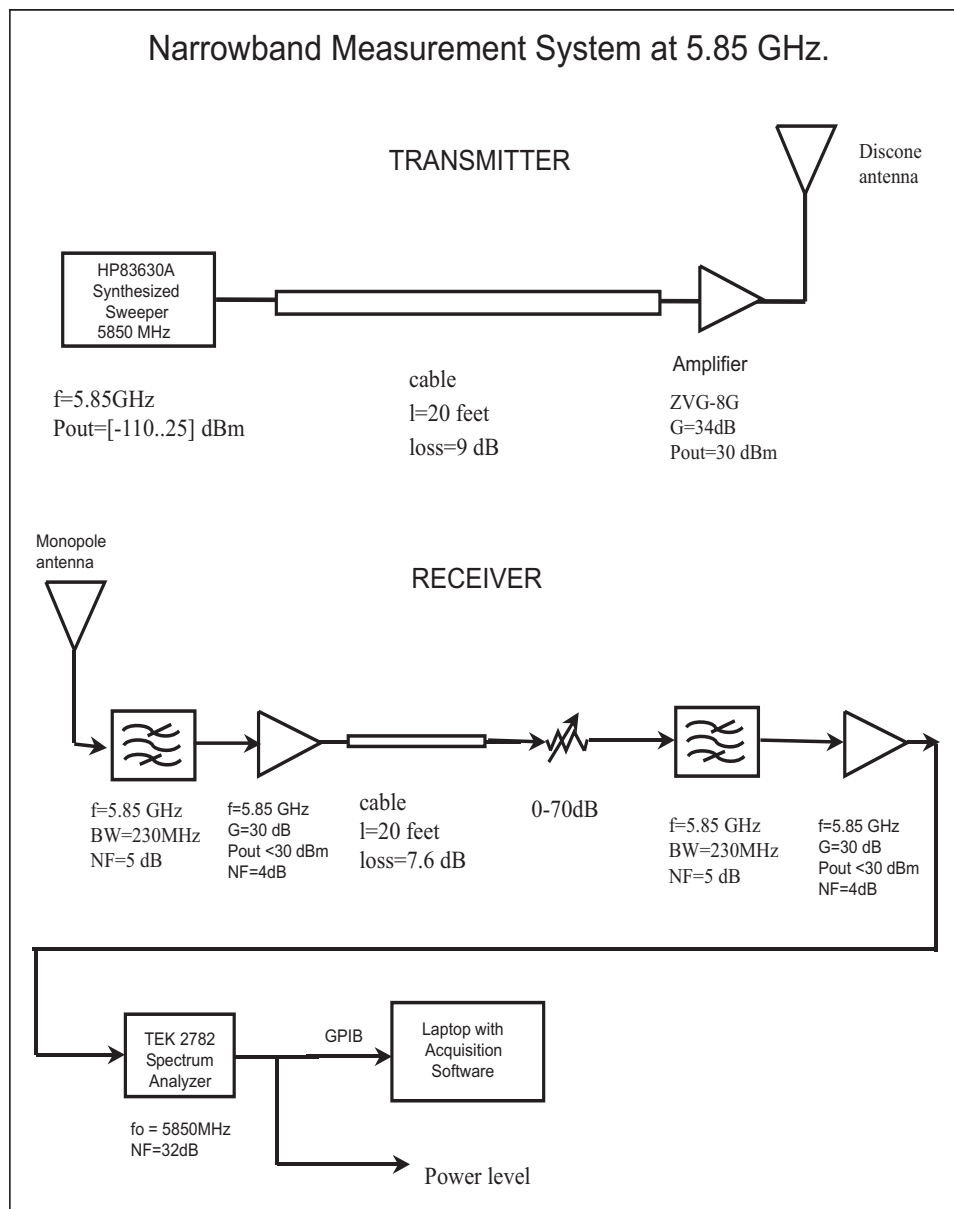 Narrowband Measurement System at 5.85 GHz.
TRANSMITTER
Discone
antenna
HP83630A
Synthesized
Sweeper
5850 MHz
f=5.85GHz
Pout=[-110..25] dBm
cable
l=20 feet
loss=9 dB
Amplifier
ZVG-8G
G=34dB
Pout=30 dBm
Monopole
antenna
RECEIVER
f=5.85 GHz
BW=230MHz
NF=5 dB
f=5.85 GHz
G=30 dB
Pout <30 dBm
NF=4dB
cable
l=20 feet
loss=7.6 dB
0-70dB
f=5.85 GHz
BW=230MHz
NF=5 dB
f=5.85 GHz
G=30 dB
Pout <30 dBm
NF=4dB
TEK 2782
Spectrum
Analyzer
GPIB
Laptop with
Acquisition
Software
fo = 5850MHz
NF=32dB
Power level